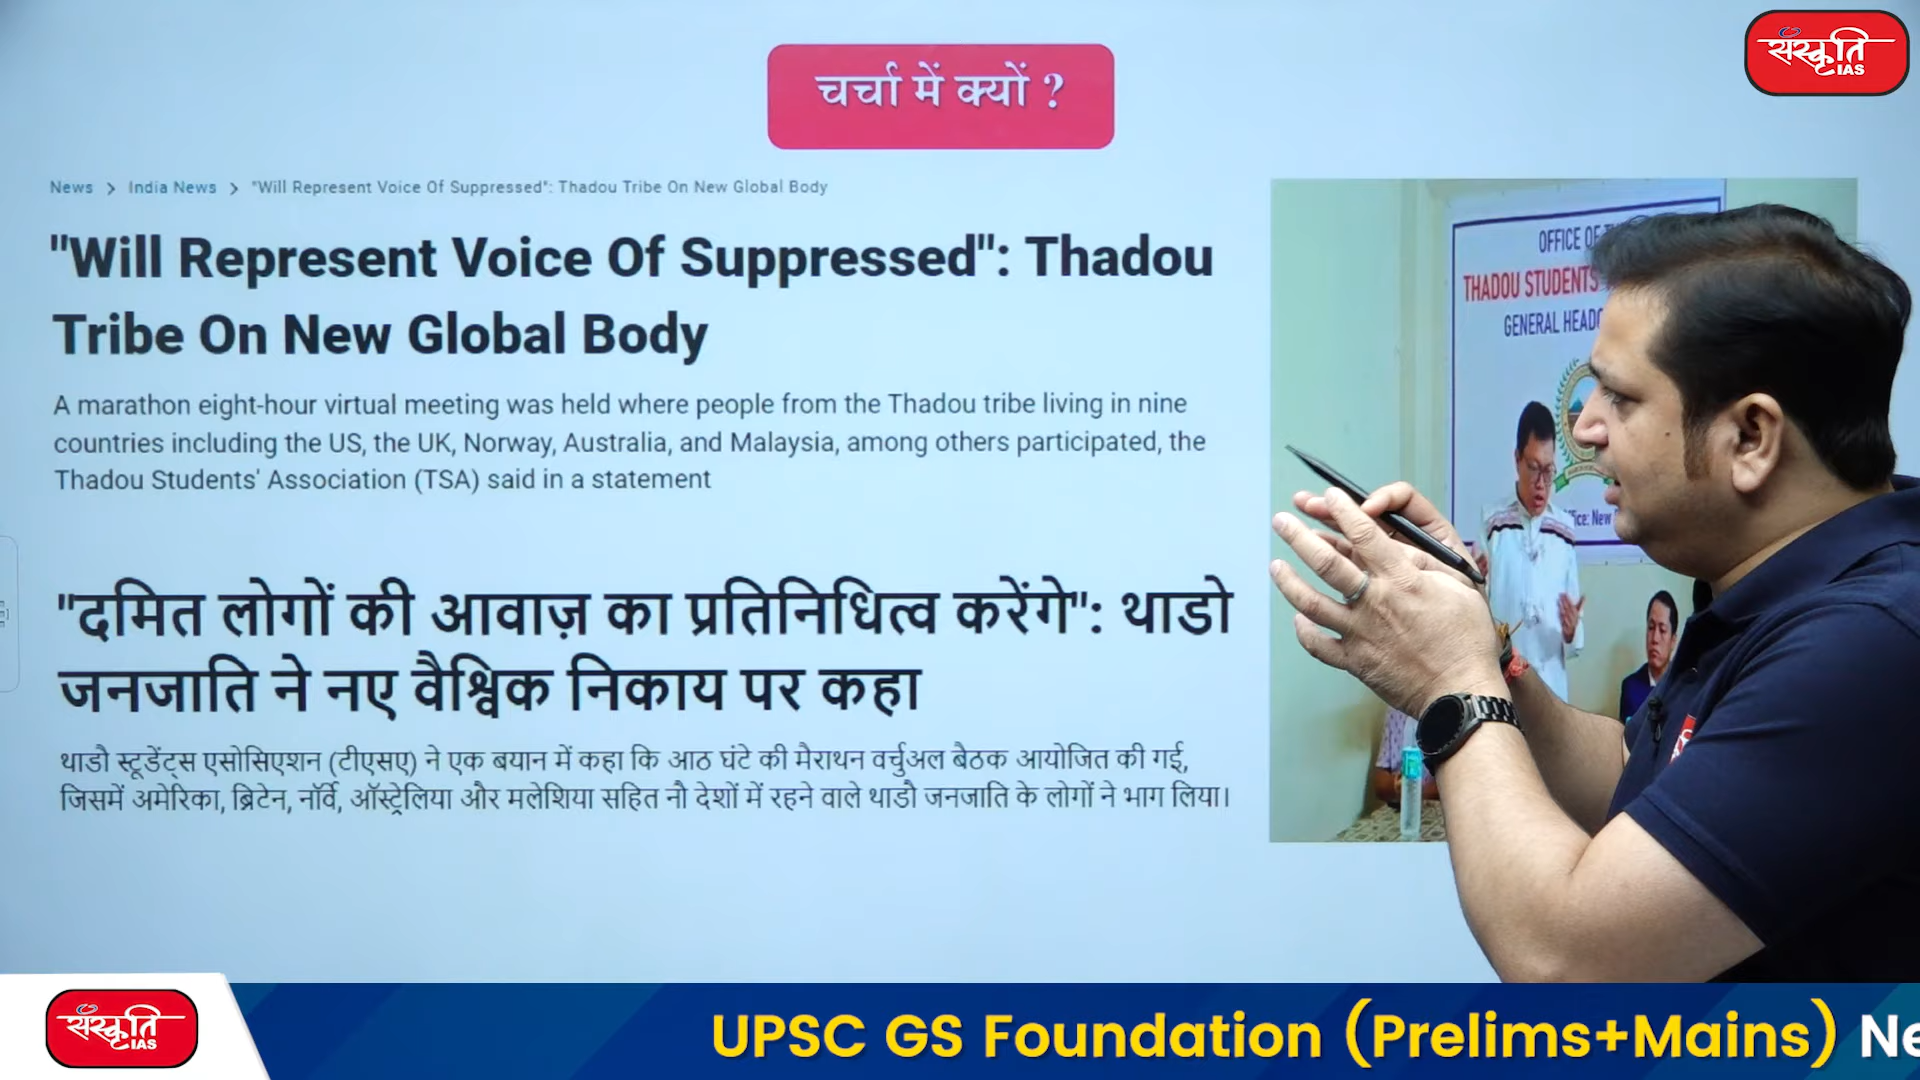 संस्कृति
IAS
चर्चा में क्यों ?
News > India News > "Will Represent Voice Of Suppressed": Thadou Tribe On New Global Body
"Will Represent Voice Of Suppressed": Thadou
Tribe On New Global Body
A marathon eight-hour virtual meeting was held where people from the Thadou tribe living in nine
countries including the US, the UK, Norway, Australia, and Malaysia, among others participated, the
Thadou Students' Association (TSA) said in a statement
OFFICE OF
THADOU STUDENTS
GENERAL
New
"दमित लोगों की आवाज़ का प्रतिनिधित्व करेंगे": थाडो
जनजाति ने नए वैश्विक निकाय पर कहा
थाडौ स्टूडेंट्स एसोसिएशन (टीएसए) ने एक बयान में कहा कि आठ घंटे की मैराथन वर्चुअल बैठक आयोजित की गई,
जिसमें अमेरिका, ब्रिटेन, नॉर्वे, ऑस्ट्रेलिया और मलेशिया सहित नौ देशों में रहने वाले थाडौ जनजाति के लोगों ने भाग लिया।
संस्कृति
IAS
UPSC GS Foundation (Prelims+Mains) Ne